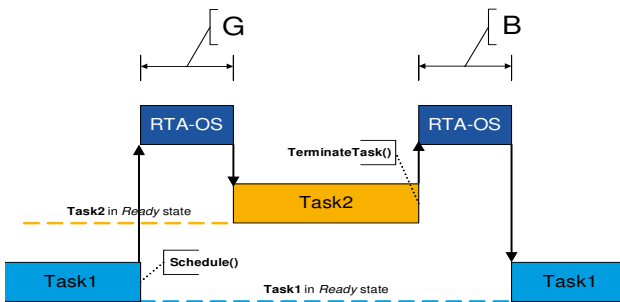 G
B
RTA-OS
RTA-OS
TerminateTask()
Task2
Task2 in Ready state
Schedule()
Task1
Task1 in Ready state
Task1